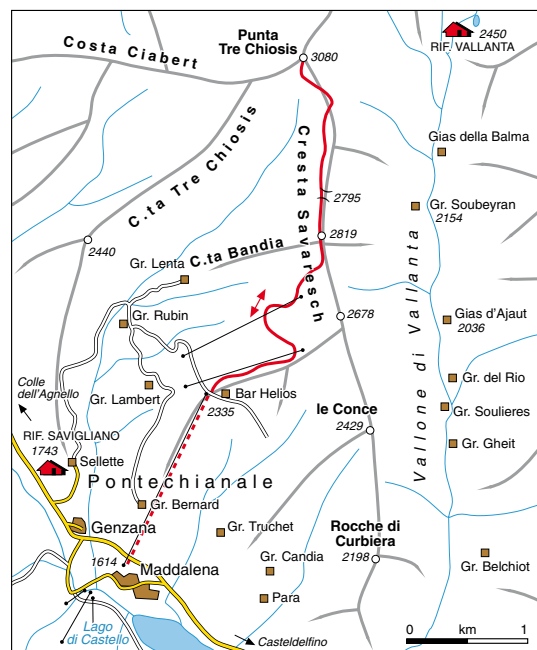 Punta
Tre Chiosis
3080
Costa Ciabert
2450
RIF. VALLANTA
C.ta Tre Chiosis
Cresta Savaresch
Gias della Balma
2795
Gr. Soubeyran
2154
2440
C.ta Bandia
2819
Gr. Lenta
Vallone di Vallanta
Gr. Rubin
2678
Gias d'Ajaut
2036
Colle
dell'Agnello
Gr. Lambert
Bar Helios
2335
Gr. del Rio
le Conce
2429
Gr. Soulieres
RIF. SAVIGLIANO
1743
Sellette
Gr. Gheit
Pontechianale
Gr. Bernard
Genzana
Gr. Truchet
Rocche di
Curbiera
2198
1614
Maddalena
Gr. Candia
Gr. Belchiot
Para
Lago
di Castello
Casteldelfino
0 km 1